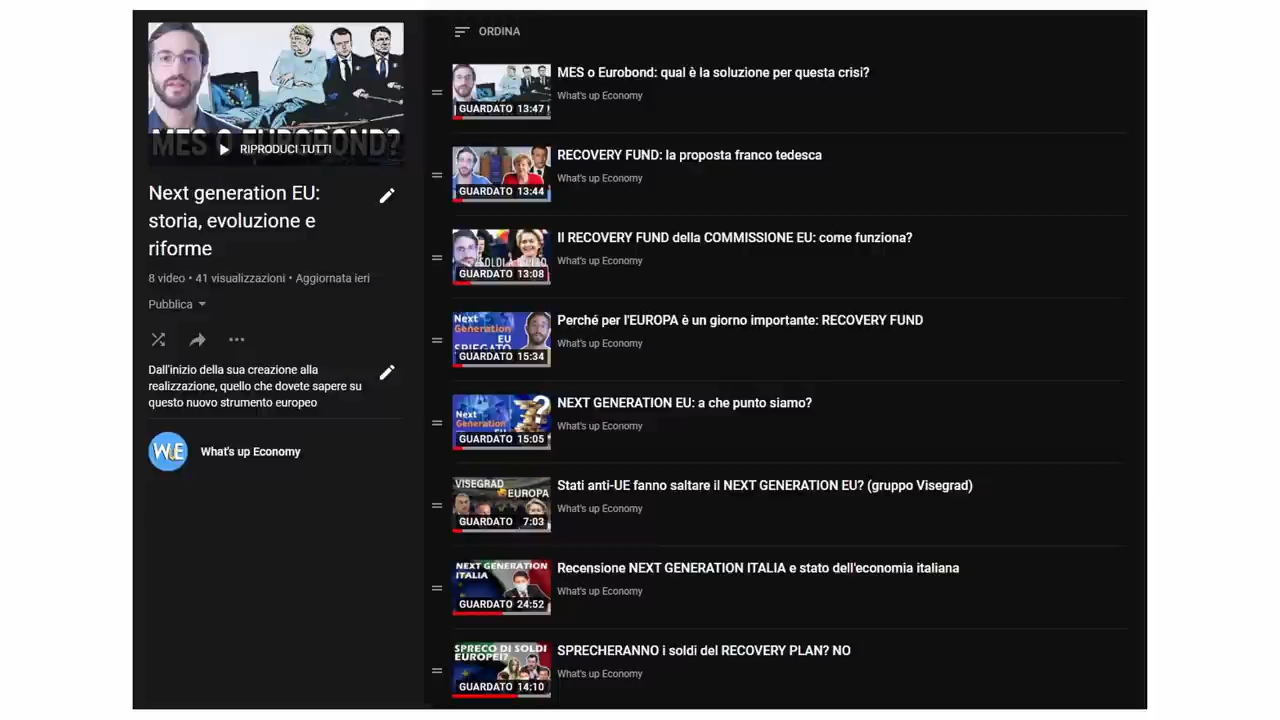 MES O EUROBOND?
RIPRODUCI TUTTI
Next generation EU:
storia, evoluzione e
riforme
8 video • 41 visualizzazioni • Aggiornata ieri
Pubblica
Dall'inizio della sua creazione alla
realizzazione, quello che dovete sapere su
questo nuovo strumento europeo
WE
What's up Economy
ORDINA
GUARDATO 13:47
MES o Eurobond: qual è la soluzione per questa crisi?
What's up Economy
GUARDATO 13:44
RECOVERY FUND: la proposta franco tedesca
What's up Economy
GUARDATO 13:08
Il RECOVERY FUND della COMMISSIONE EU: come funziona?
What's up Economy
Next
Generation
EU
SPIEGATO
GUARDATO 15:34
Perché per l'EUROPA è un giorno importante: RECOVERY FUND
What's up Economy
Next
Generation
EU
GUARDATO 15:05
NEXT GENERATION EU: a che punto siamo?
What's up Economy
VISEGRAD
EUROPA
GUARDATO 7:03
Stati anti-UE fanno saltare il NEXT GENERATION EU? (gruppo Visegrad)
What's up Economy
NEXT GENERATION
ITALIA
GUARDATO 24:52
Recensione NEXT GENERATION ITALIA e stato dell'economia italiana
What's up Economy
SPRECO DI SOLDI
EUROPEI?
GUARDATO 14:10
SPRECHERANNO i soldi del RECOVERY PLAN? NO
What's up Economy